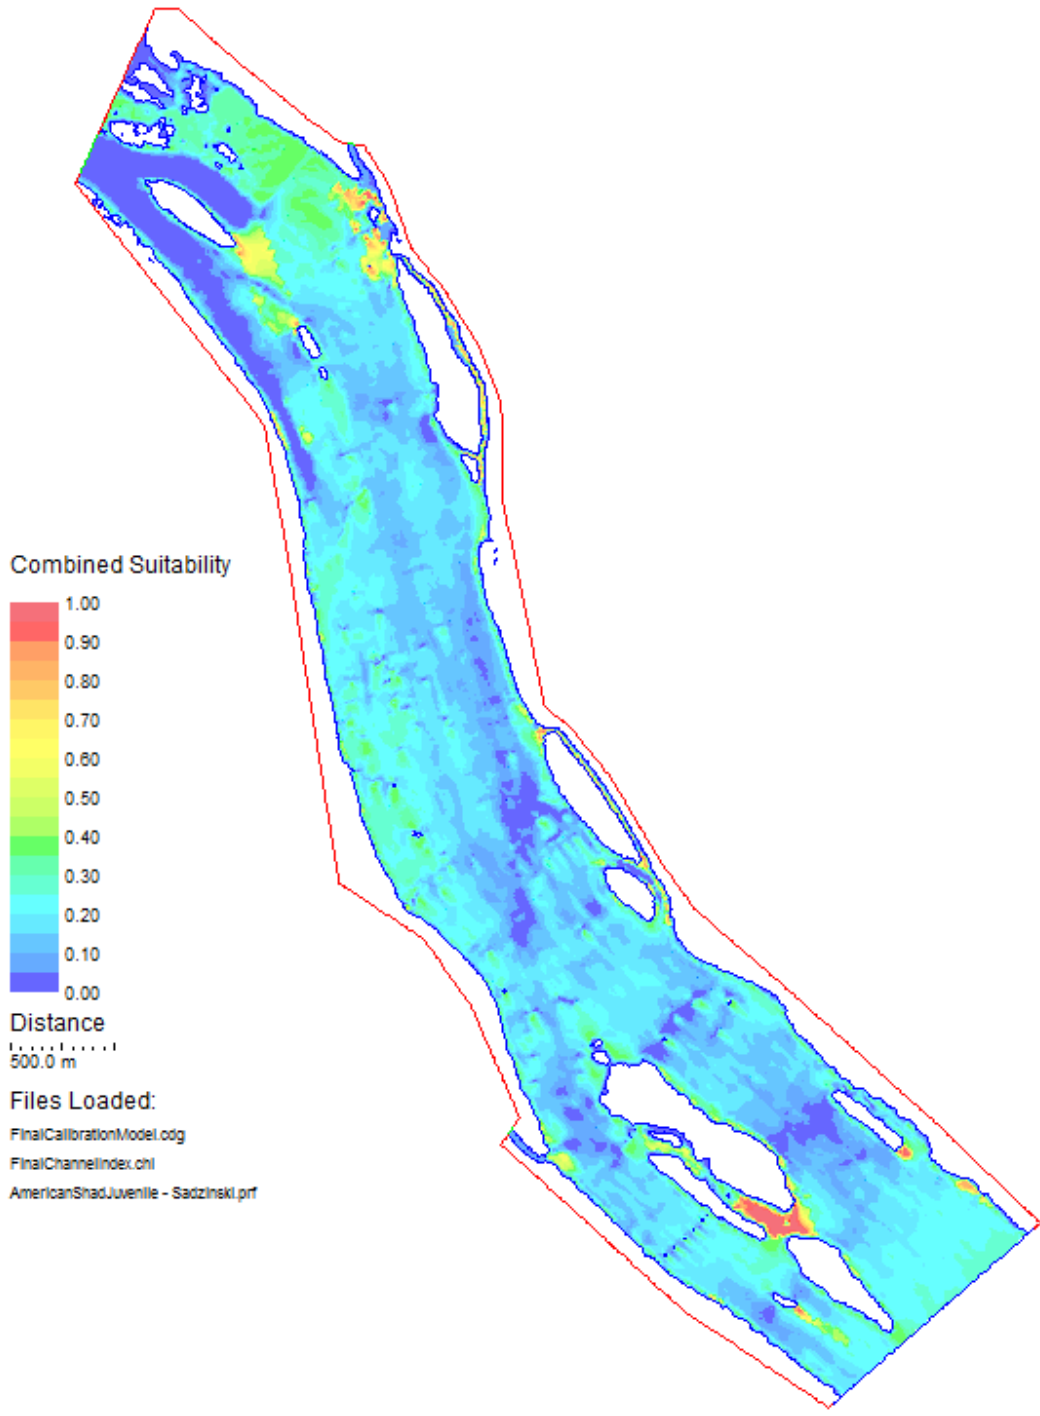 Combined Suitability
1.00
0.90
0.80
0.70
0.60
0.50
0.40
0.30
0.20
0.10
0.00
Distance
500.0 m
Files Loaded:
FinalCalibrationModel.cdg
FinalChannelIndex.chi
AmericanShadJuvenile - Sadzinski.prf